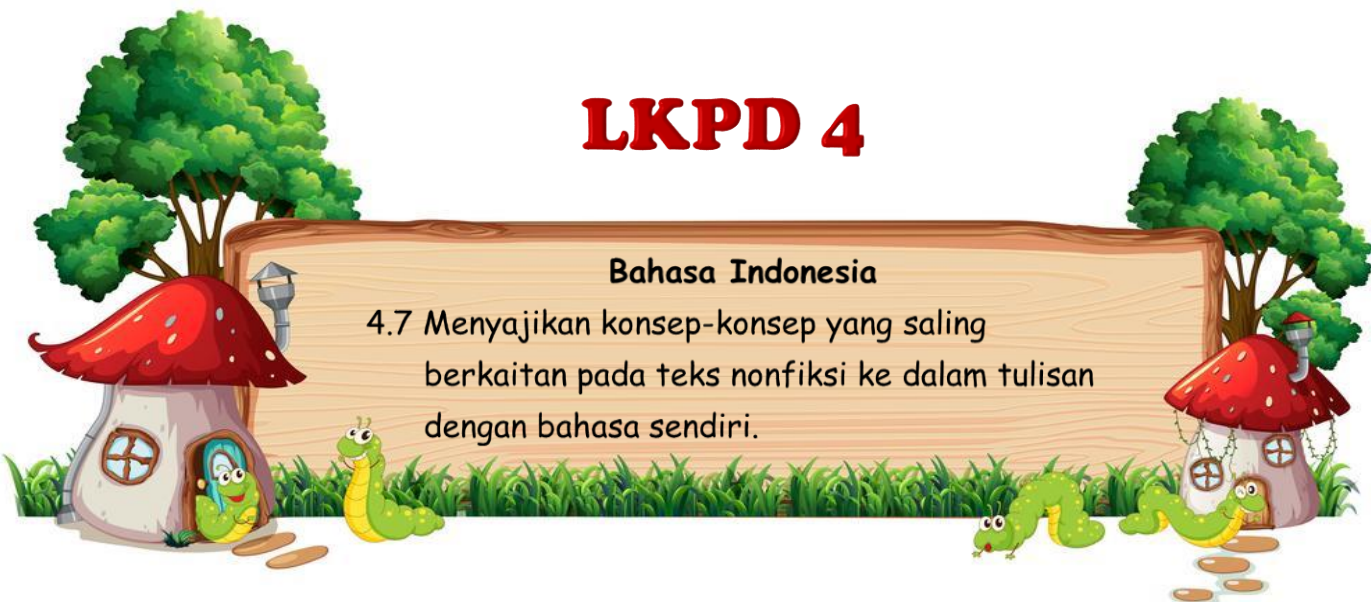 LKPD 4
Bahasa Indonesia
4.7 Menyajikan konsep-konsep yang saling
berkaitan pada teks nonfiksi ke dalam tulisan
dengan bahasa sendiri.